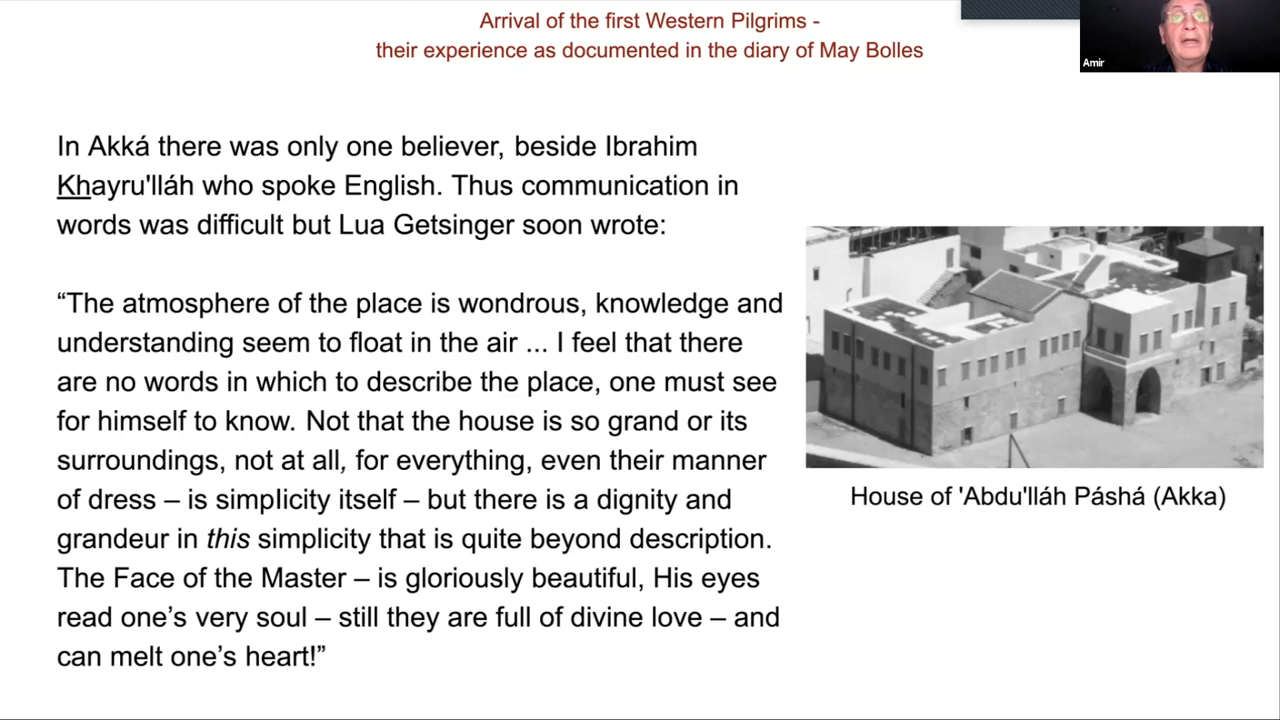 Arrival of the first Western Pilgrims -
their experience as documented in the diary of May Bolles
Amir
In Akká there was only one believer, beside Ibrahim
Khayru'lláh who spoke English. Thus communication in
words was difficult but Lua Getsinger soon wrote:
“The atmosphere of the place is wondrous, knowledge and
understanding seem to float in the air ... I feel that there
are no words in which to describe the place, one must see
for himself to know. Not that the house is so grand or its
surroundings, not at all, for everything, even their manner
of dress – is simplicity itself – but there is a dignity and
grandeur in this simplicity that is quite beyond description.
The Face of the Master – is gloriously beautiful, His eyes
read one’s very soul – still they are full of divine love – and
can melt one’s heart!”
House of 'Abdu'lláh Páshá (Akka)